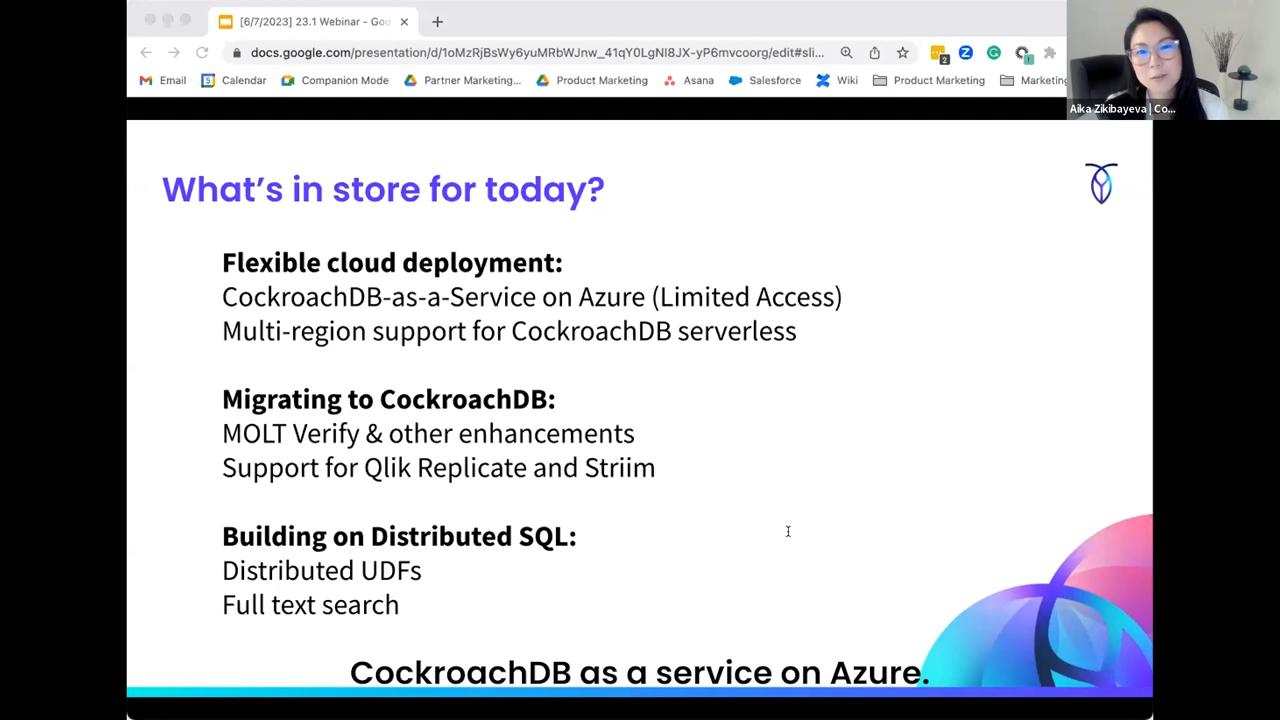 [6/7/2023] 23.1 Webinar – Goo
docs.google.com/presentation/d/1oMzRjBsWy6yuMRbWJnw_41qY0LgNI8JX-yP6mvcoorg/edit#sli...
2
1
Email
Calendar
Companion Mode
Partner Marketing...
Product Marketing
Asana
Salesforce
Wiki
Product Marketing
Marketing
Aika Zikibayeva | Co...
What's in store for today?
Flexible cloud deployment:
CockroachDB-as-a-Service on Azure (Limited Access)
Multi-region support for CockroachDB serverless
Migrating to CockroachDB:
MOLT Verify & other enhancements
Support for Qlik Replicate and Striim
Building on Distributed SQL:
Distributed UDFs
Full text search
CockroachDB as a service on Azure.